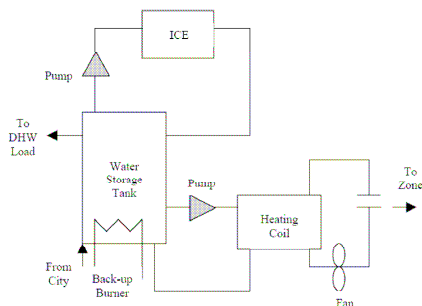 ICE
Pump
To
DHW
Load
Water
Storage
Tank
Pump
To
Zone
Heating
Coil
From
City
Back-up
Burner
Fan